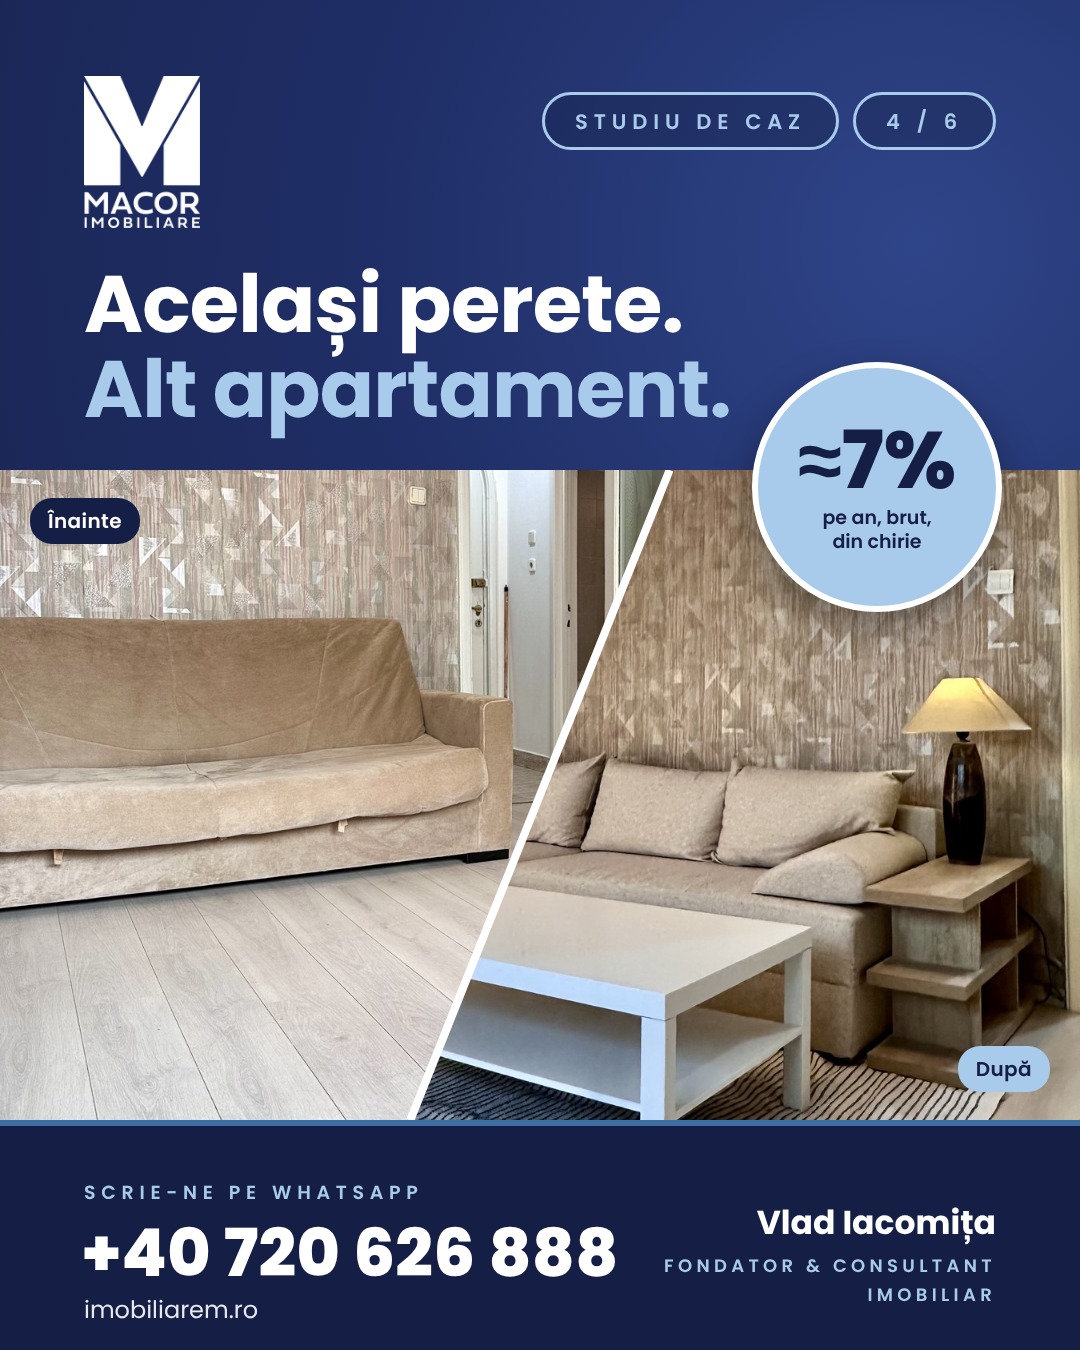 M
MACOR
IMOBILIARE
STUDIU DE CAZ
4 / 6
Același perete.
Alt apartament.
≈7%
pe an, brut,
din chirie
Înainte
După
SCRIE-NE PE WHATSAPP
+40 720 626 888
imobiliarem.ro
Vlad Iacomița
FONDATOR & CONSULTANT
IMOBILIAR